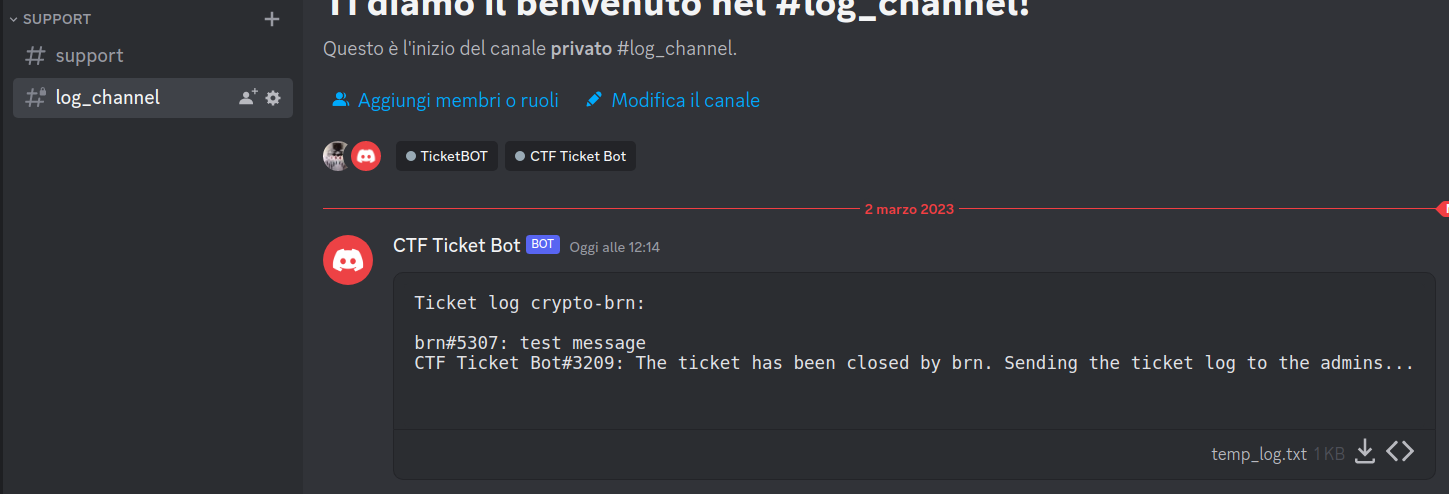 SUPPORT
support
log_channel
Ti diamo il benvenuto nel #log_channel!
Questo è l'inizio del canale privato #log_channel.
Aggiungi membri o ruoli Modifica il canale
TicketBOT CTF Ticket Bot
2 marzo 2023
CTF Ticket Bot BOT Oggi alle 12:14
Ticket log crypto-brn:
brn#5307: test message
CTF Ticket Bot#3209: The ticket has been closed by brn. Sending the ticket log to the admins...
temp_log.txt 1 KB